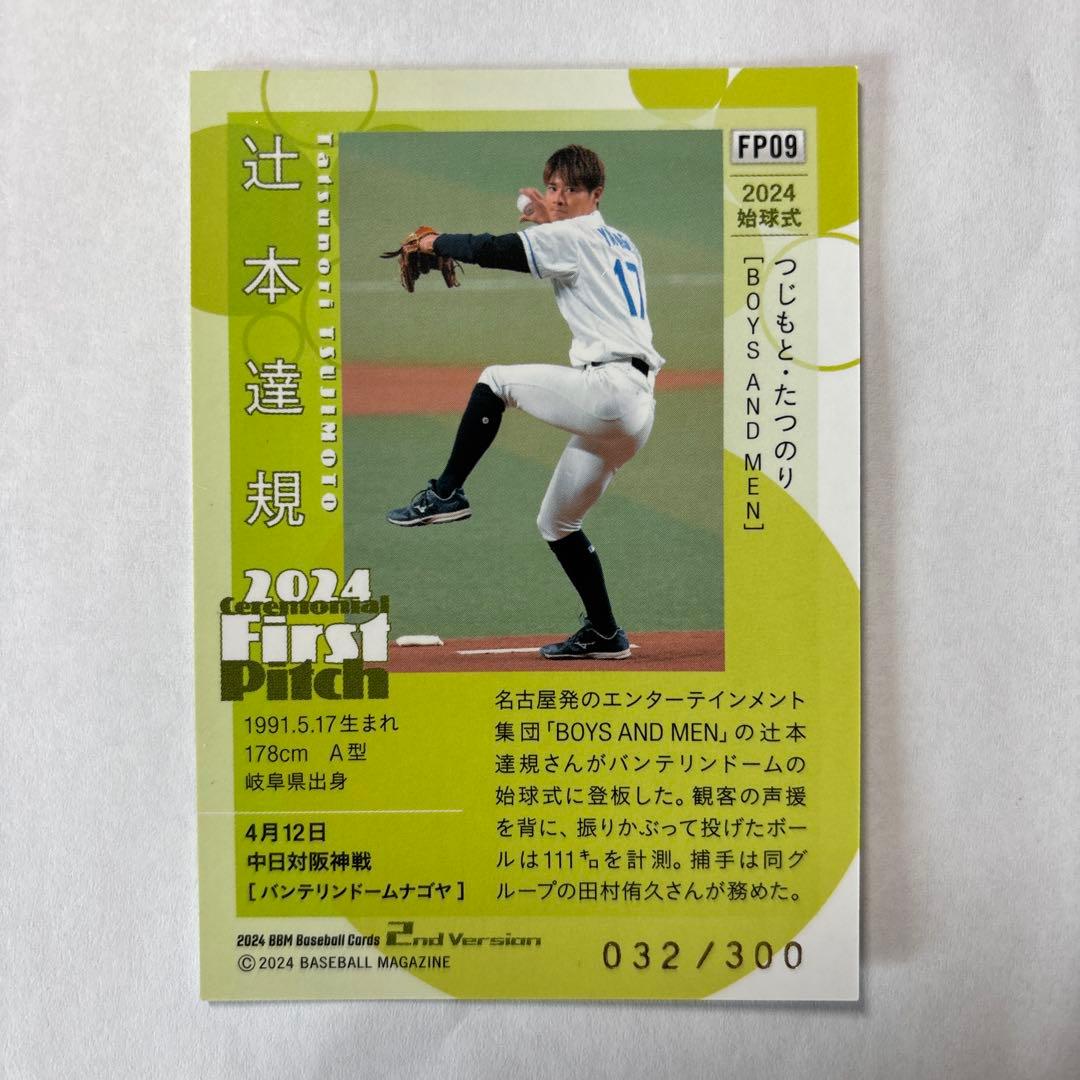 辻本達規
Tatsunori TSUJIMOTO
FP09
2024
始球式
つじもと・たつのり
[BOYS AND MEN]
17
2024
Ceremonial
First
Pitch
1991.5.17生まれ
178cm A型
岐阜県出身
4月12日
中日対阪神戦
[バンテリンドームナゴヤ]
名古屋発のエンターテインメント
集団「BOYS AND MEN」の辻本
達規さんがバンテリンドームの
始球式に登板した。観客の声援
を背に、振りかぶって投げたボー
ルは111㌔を計測。捕手は同グ
ループの田村侑久さんが務めた。
2024 BBM Baseball Cards 2nd Version
©2024 BASEBALL MAGAZINE
032/300